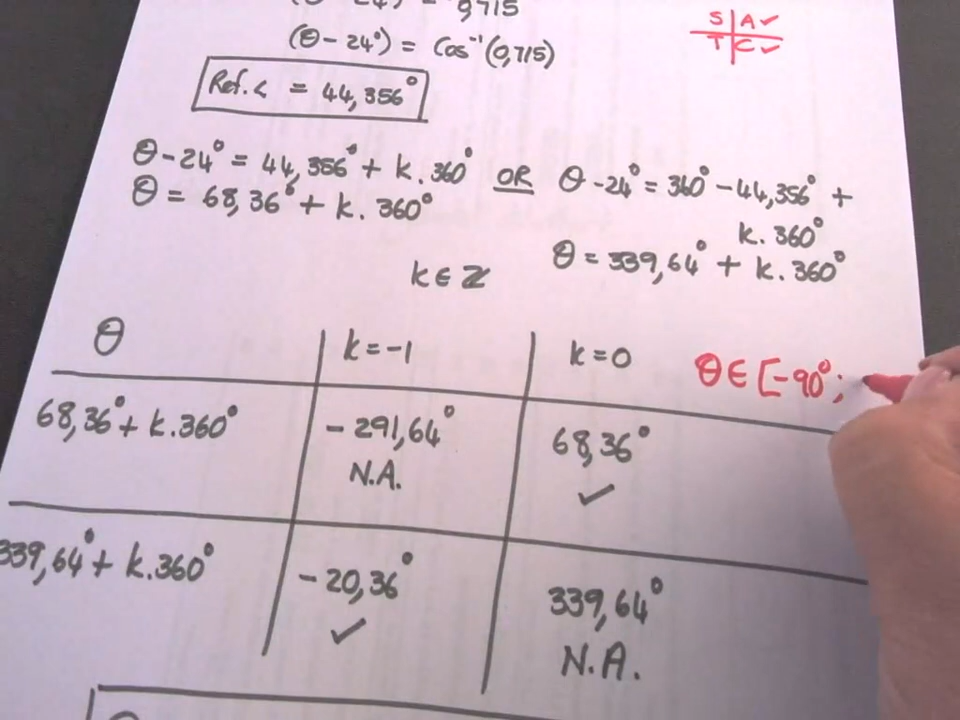 S | A ✓
T | C ✓
(θ - 24°) = Cos⁻¹(0,715)
Ref. < = 44,356°
θ - 24° = 44,356° + k.360° OR θ - 24° = 360° - 44,356° +
k.360°
θ = 68,36° + k.360°
θ = 339,64° + k.360°
k ∈ ℤ
θ
k = -1
k = 0
θ ∈ [-90°;
68,36° + k.360°
-291,64°
N.A.
68,36°
✓
339,64° + k.360°
-20,36°
✓
339,64°
N.A.